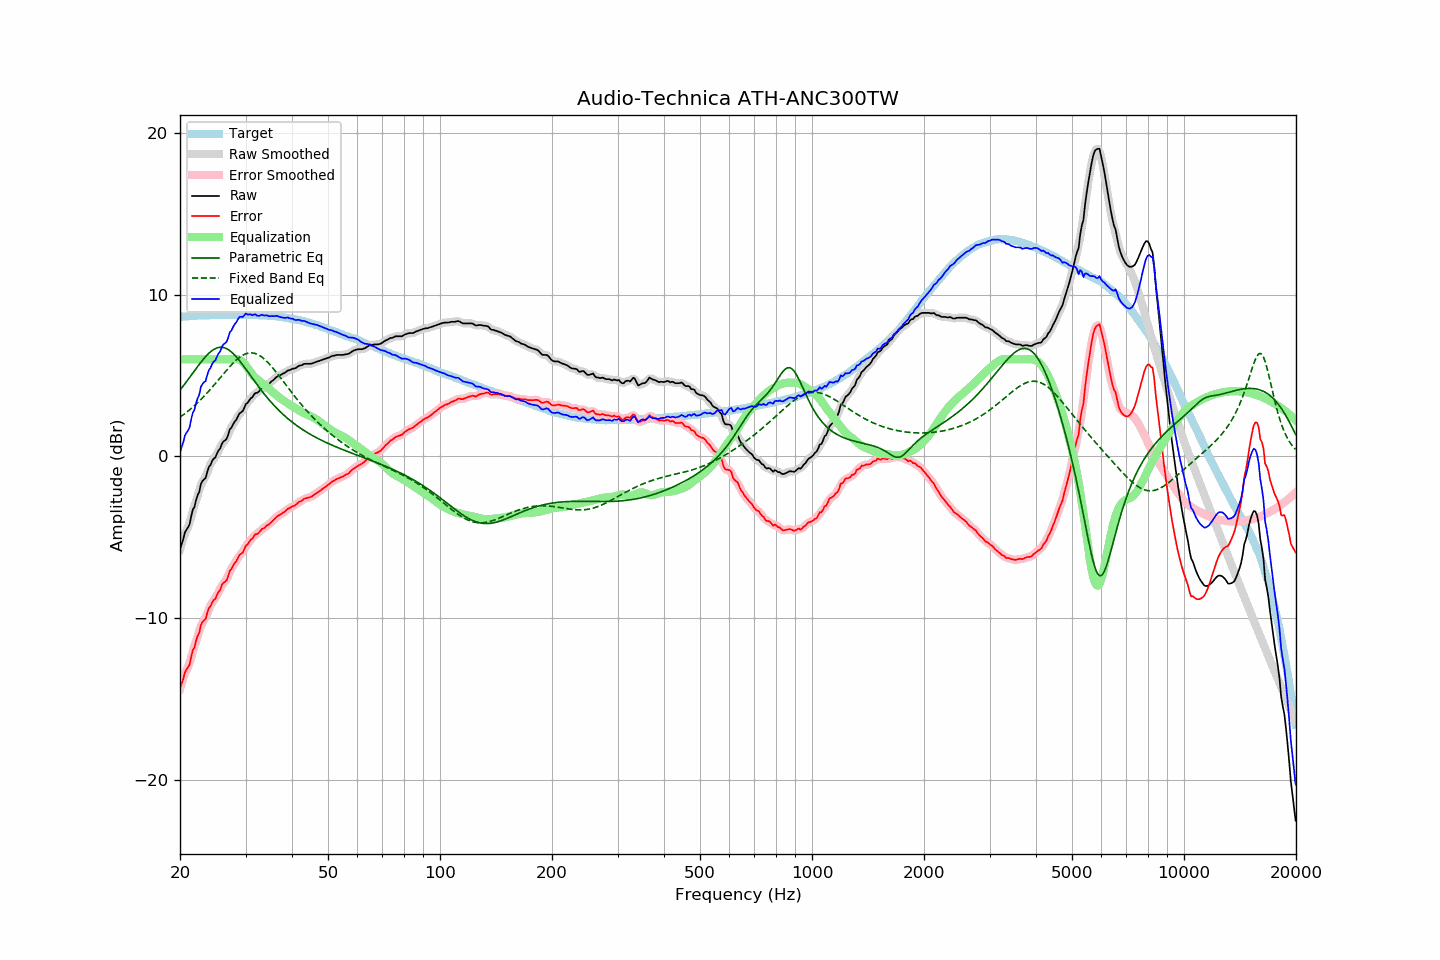 Audio-Technica ATH-ANC300TW
Target
Raw Smoothed
Error Smoothed
Raw
Error
Equalization
Parametric Eq
Fixed Band Eq
Equalized
20
10
0
−10
−20
Amplitude (dBr)
20
50
100
200
500
1000
2000
5000
10000
20000
Frequency (Hz)